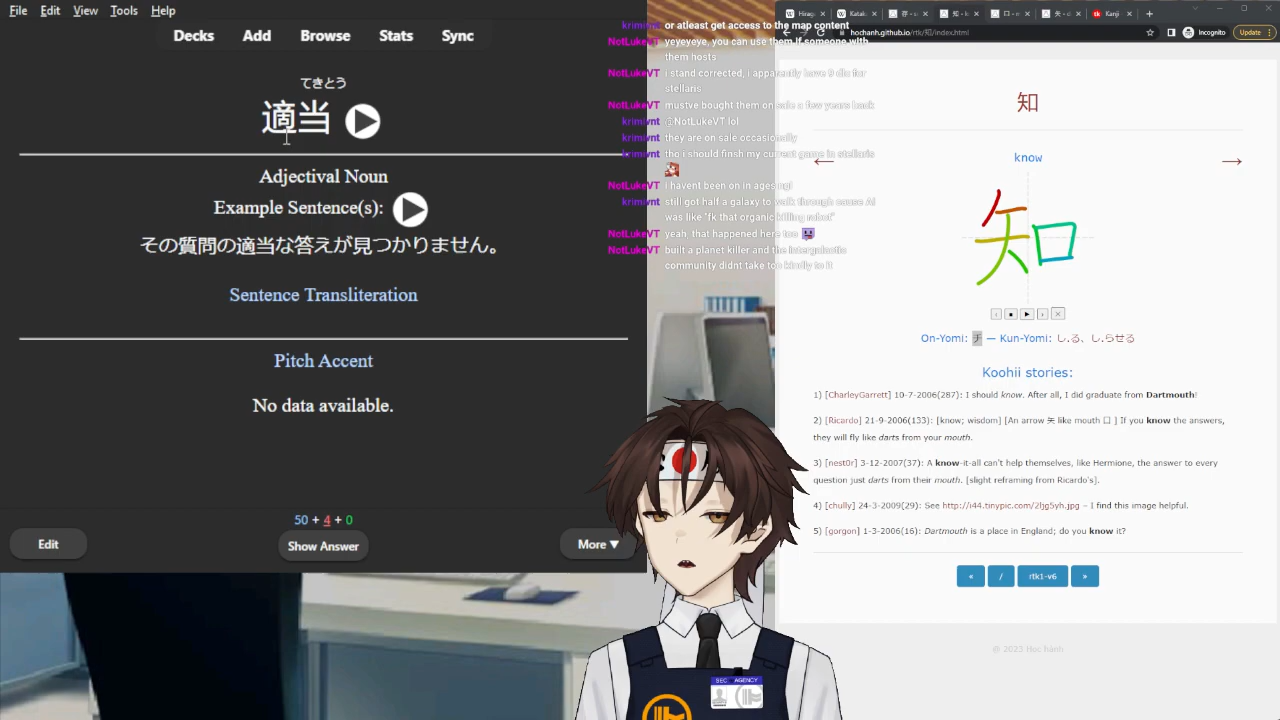 File Edit View Tools Help
Decks Add Browse Stats Sync
てきとう
適当
Adjectival Noun
Example Sentence(s):
その質問の適当な答えが見つかりません。
Sentence Transliteration
Pitch Accent
No data available.
50 + 4 + 0
Edit
Show Answer
More ▼
krimvnt or atleast get access to the map content
NotLukeVT yeyeyeye, you can use them if someone with
them hosts
NotLukeVT i stand corrected, i apparently love 9 dlc for
stellaris
NotLukeVT mustve bought them on sale a few years back
krimvnt @NotLukeVT lol
krimvnt they are on sale occasionally
krimvnt tho i should finsh my current game in stellaris
NotLukeVT i havent been on in ages ngl
krimvnt still got half a galaxy to walk through cause AI
was like "fk that organic killing robot"
NotLukeVT yeah, that happened here too
NotLukeVT built a planet killer and the intergalactic
community didnt take too kindly to it
SEC AGENCY
Kanji
hochanh.github.io/rtk/知/index.html
Incognito
Update
知
← know →
知
On-Yomi: チ — Kun-Yomi: し.る、し.らせる
Koohii stories:
1) [CharleyGarrett] 10-7-2006(287): I should know. After all, I did graduate from Dartmouth!
2) [Ricardo] 21-9-2006(133): [know; wisdom] [An arrow 矢 like mouth 口 ] If you know the answers,
they will fly like darts from your mouth.
3) [nest0r] 3-12-2007(37): A know-it-all can't help themselves, like Hermione, the answer to every
question just darts from their mouth. [slight reframing from Ricardo's].
4) [chully] 24-3-2009(29): See http://i44.tinypic.com/2ljg5yh.jpg – I find this image helpful.
5) [gorgon] 1-3-2006(16): Dartmouth is a place in England; do you know it?
« / rtk1-v6 »
@ 2023 Học hành